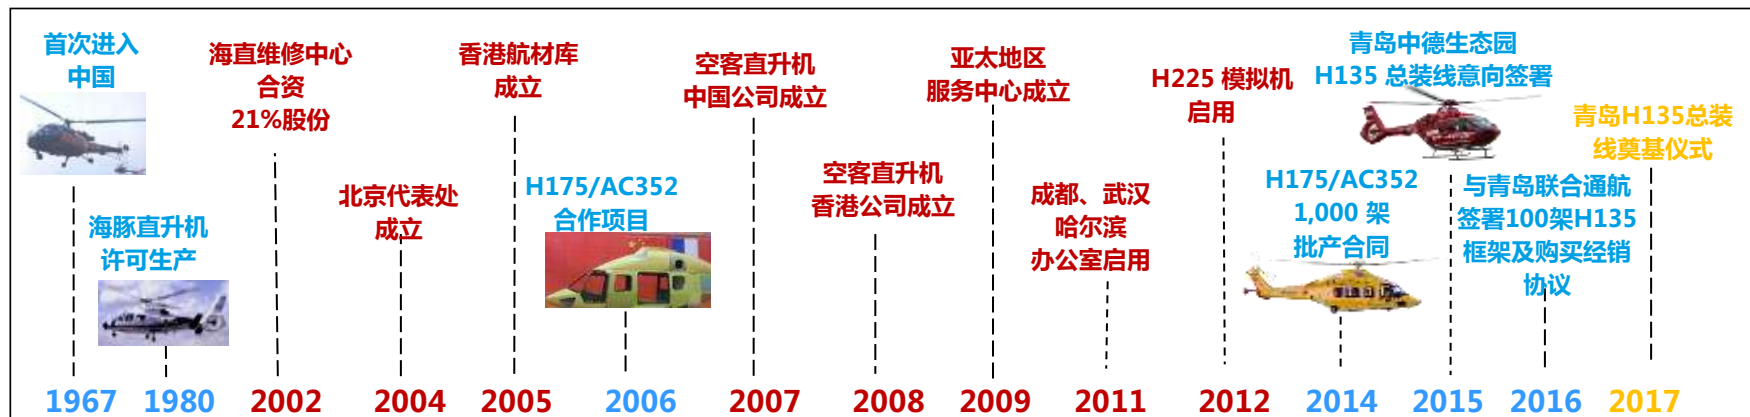 首次进入
中国
海豚直升机
许可生产
海直维修中心
合资
21%股份
北京代表处
成立
香港航材库
成立
H175/AC352
合作项目
空客直升机
中国公司成立
空客直升机
香港公司成立
亚太地区
服务中心成立
成都、武汉
哈尔滨
办公室启用
H225 模拟机
启用
H175/AC352
1,000 架
批产合同
青岛中德生态园
H135 总装线意向签署
与青岛联合通航
签署100架H135
框架及购买经销
协议
青岛H135总装
线奠基仪式
1967 1980 2002 2004 2005 2006 2007 2008 2009 2011 2012 2014 2015 2016 2017